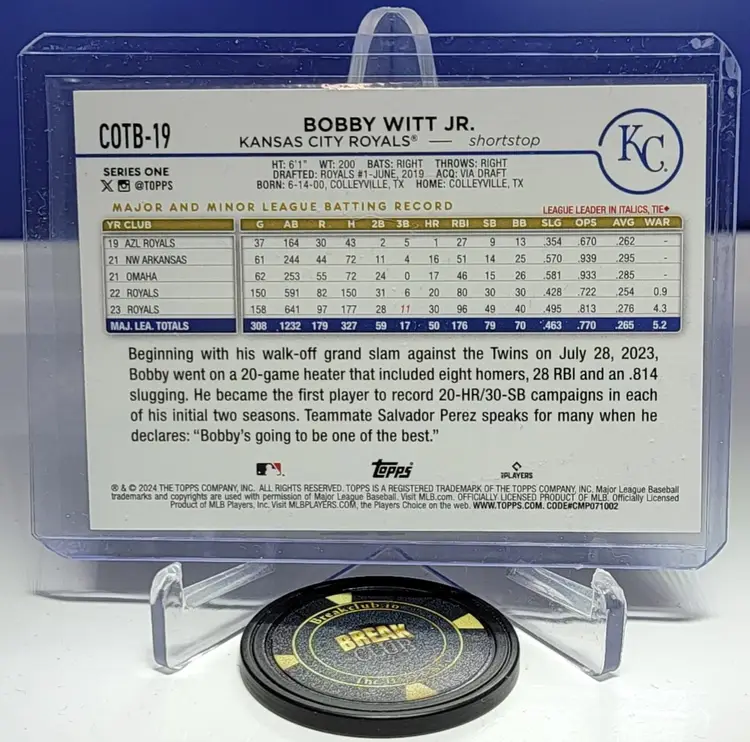 COTB-19
BOBBY WITT JR.
KANSAS CITY ROYALS® — shortstop
KC
SERIES ONE
X @TOPPS
HT: 6'1" WT: 200 BATS: RIGHT THROWS: RIGHT
DRAFTED: ROYALS #1-JUNE, 2019 ACQ: VIA DRAFT
BORN: 6-14-00, COLLEYVILLE, TX HOME: COLLEYVILLE, TX
MAJOR AND MINOR LEAGUE BATTING RECORD LEAGUE LEADER IN ITALICS, TIE♦
YR CLUB G AB R H 2B 3B HR RBI SB BB SLG OPS AVG WAR
19 AZL ROYALS 37 164 30 43 2 5 1 27 9 13 .354 .670 .262 -
21 NW ARKANSAS 61 244 44 72 11 4 16 51 14 25 .570 .939 .295 -
21 OMAHA 62 253 55 72 24 0 17 46 15 26 .581 .933 .285 -
22 ROYALS 150 591 82 150 31 6 20 80 30 30 .428 .722 .254 0.9
23 ROYALS 158 641 97 177 28 11 30 96 49 40 .495 .813 .276 4.3
MAJ. LEA. TOTALS 308 1232 179 327 59 17 50 176 79 70 .463 .770 .265 5.2
Beginning with his walk-off grand slam against the Twins on July 28, 2023,
Bobby went on a 20-game heater that included eight homers, 28 RBI and an .814
slugging. He became the first player to record 20-HR/30-SB campaigns in each
of his initial two seasons. Teammate Salvador Perez speaks for many when he
declares: “Bobby's going to be one of the best.”
Topps
PLAYERS
® & © 2024 THE TOPPS COMPANY, INC. ALL RIGHTS RESERVED. TOPPS IS A REGISTERED TRADEMARK OF THE TOPPS COMPANY, INC. Major League Baseball
trademarks and copyrights are used with permission of Major League Baseball. Visit MLB.com. OFFICIALLY LICENSED PRODUCT OF MLB. Officially Licensed
Product of MLB Players, Inc. Visit MLBPLAYERS.COM, the Players Choice on the web. WWW.TOPPS.COM. CODE#CMP071002
Breakclub.io
BREAK
CLUB